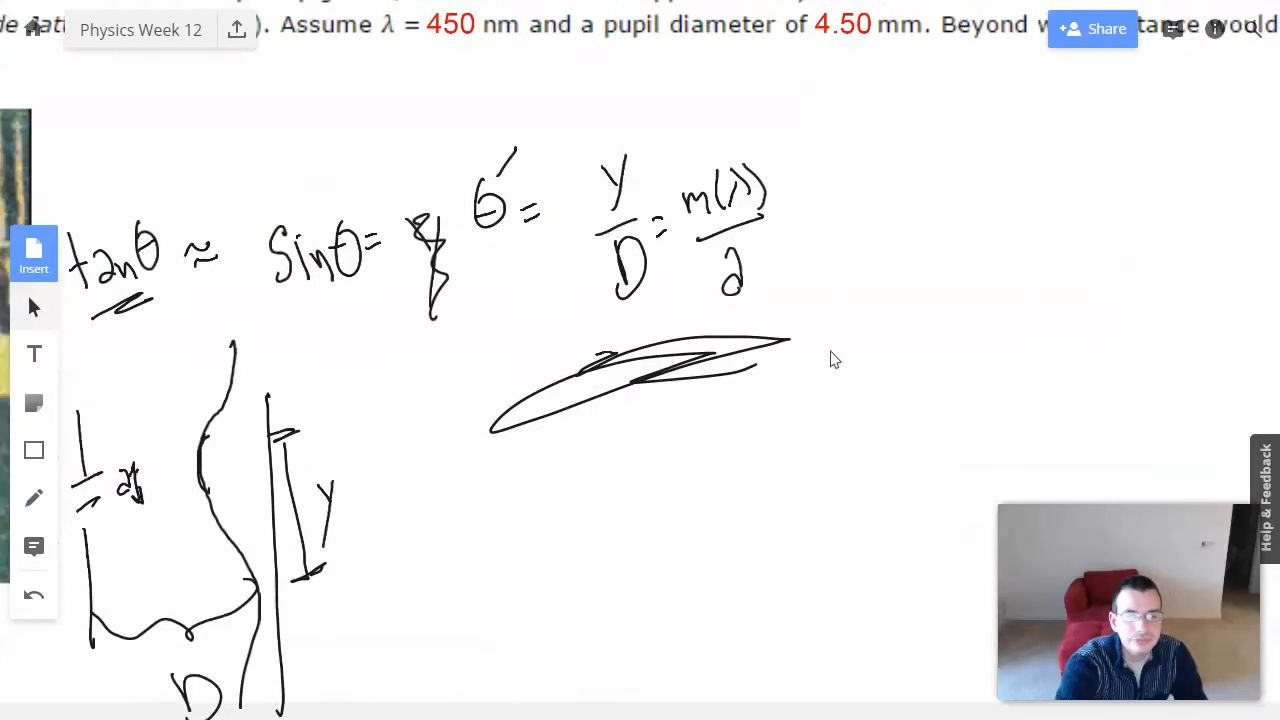 de
). Assume λ = 450 nm and a pupil diameter of 4.50 mm. Beyond would
Physics Week 12
Share
Insert
T
tanθ ≈ sinθ =
θ = y/D = m(λ)/a
a
y
D
Help & Feedback